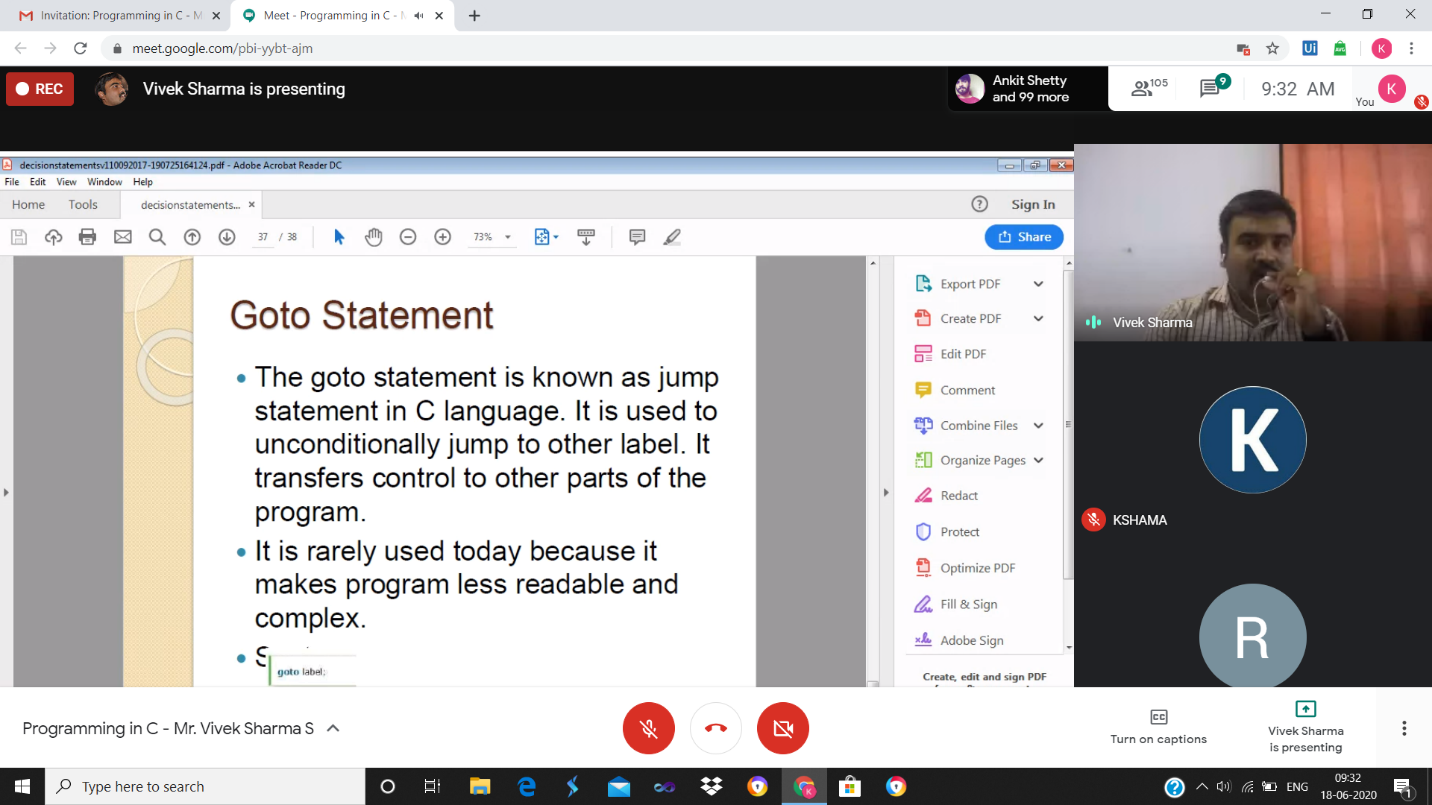 Invitation: Programming in C - M
Meet - Programming in C - M
meet.google.com/pbi-yybt-ajm
Ui
AVG
K
REC
Vivek Sharma is presenting
Ankit Shetty
and 99 more
105
9
9:32 AM
You
K
decisionstatementsv110092017-190725164124.pdf - Adobe Acrobat Reader DC
File Edit View Window Help
Home Tools decisionstatements... Sign In
37 / 38 73% Share
Goto Statement
• The goto statement is known as jump
statement in C language. It is used to
unconditionally jump to other label. It
transfers control to other parts of the
program.
• It is rarely used today because it
makes program less readable and
complex.
• S
goto label;
Export PDF
Create PDF
Edit PDF
Comment
Combine Files
Organize Pages
Redact
Protect
Optimize PDF
Fill & Sign
Adobe Sign
Create, edit and sign PDF
Vivek Sharma
K
KSHAMA
R
Programming in C - Mr. Vivek Sharma S
CC
Turn on captions
Vivek Sharma
is presenting
Type here to search
K
ENG
09:32
18-06-2020
1